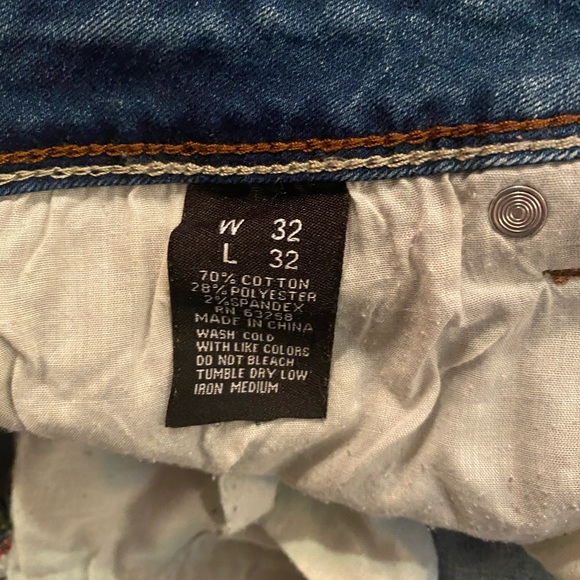 W 32
L 32
70% COTTON
28% POLYESTER
2% SPANDEX
RN 63258
MADE IN CHINA
WASH COLD
WITH LIKE COLORS
DO NOT BLEACH
TUMBLE DRY LOW
IRON MEDIUM